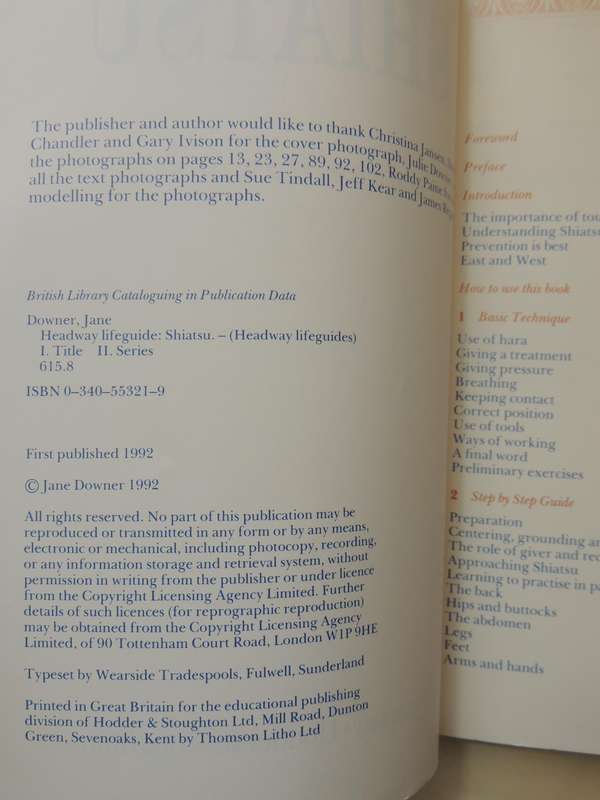 The publisher and author would like to thank Christina Jansen,
Chandler and Gary Ivison for the cover photograph, Julie
the photographs on pages 13, 23, 27, 89, 92, 102, Roddy Paine
all the text photographs and Sue Tindall, Jeff Kear and James
modelling for the photographs.
British Library Cataloguing in Publication Data
Downer, Jane
Headway lifeguide: Shiatsu. – (Headway lifeguides)
I. Title II. Series
615.8
ISBN 0–340–55321–9
First published 1992
© Jane Downer 1992
All rights reserved. No part of this publication may be
reproduced or transmitted in any form or by any means,
electronic or mechanical, including photocopy, recording,
or any information storage and retrieval system, without
permission in writing from the publisher or under licence
from the Copyright Licensing Agency Limited. Further
details of such licences (for reprographic reproduction)
may be obtained from the Copyright Licensing Agency
Limited, of 90 Tottenham Court Road, London W1P 9HE
Typeset by Wearside Tradespools, Fulwell, Sunderland
Printed in Great Britain for the educational publishing
division of Hodder & Stoughton Ltd, Mill Road, Dunton
Green, Sevenoaks, Kent by Thomson Litho Ltd
Foreword
Preface
Introduction
The importance of
Understanding Shiatsu
Prevention is best
East and West
How to use this book
1 Basic Technique
Use of hara
Giving a treatment
Giving pressure
Breathing
Keeping contact
Correct position
Use of tools
Ways of working
A final word
Preliminary exercises
2 Step by Step Guide
Preparation
Centering, grounding
The role of giver and
Approaching Shiatsu
Learning to practise in
The back
Hips and buttocks
The abdomen
Legs
Feet
Arms and hands